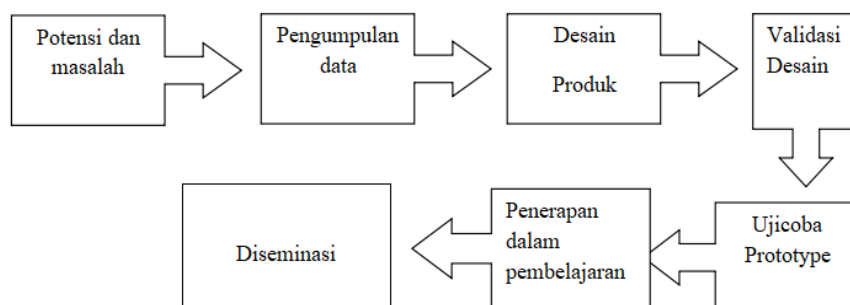 Potensi dan
masalah
Pengumpulan
data
Desain
Produk
Validasi
Desain
Ujicoba
Prototype
Penerapan
dalam
pembelajaran
Diseminasi